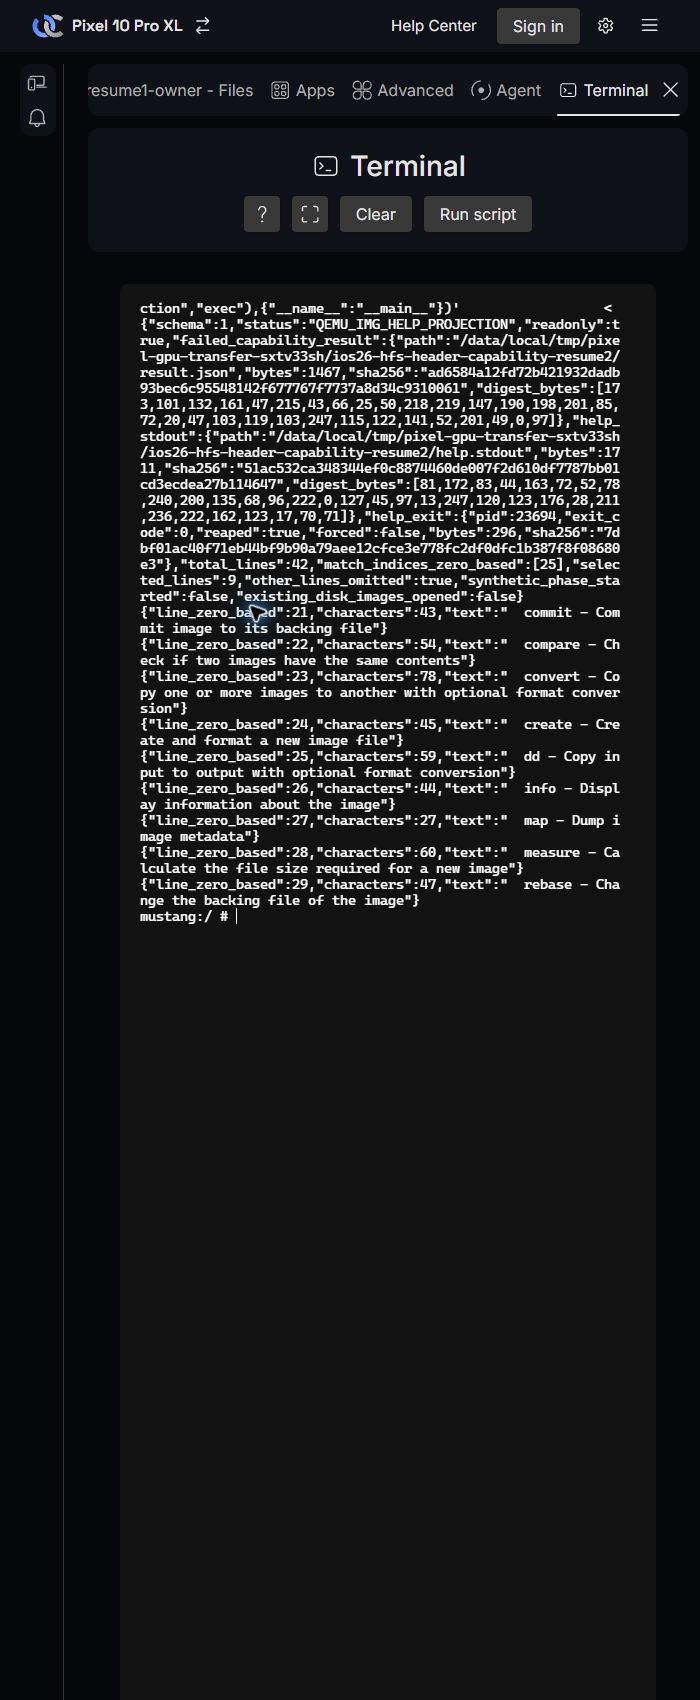 Pixel 10 Pro XL
Help Center
Sign in
resume1-owner - Files
Apps
Advanced
Agent
Terminal
Terminal
?
Clear
Run script
ction","exec"),{"__name__":"__main__"})' <
{"schema":1,"status":"QEMU_IMG_HELP_PROJECTION","readonly":t
rue,"failed_capability_result":{"path":"/data/local/tmp/pixe
l-gpu-transfer-sxtv33sh/ios26-hfs-header-capability-resume2/
result.json","bytes":1467,"sha256":"ad6584a12fd72b421932dadb
93bec6c95548142f677767f7737a8d34c9310061","digest_bytes":[17
3,101,132,161,47,215,43,66,25,50,218,219,147,190,198,201,85,
72,20,47,103,119,103,247,115,122,141,52,201,49,0,97]},"help_
stdout":{"path":"/data/local/tmp/pixel-gpu-transfer-sxtv33sh
/ios26-hfs-header-capability-resume2/help.stdout","bytes":17
11,"sha256":"51ac532ca348344ef0c8874460de007f2d610df7787bb01
cd3ecdea27b114647","digest_bytes":[81,172,83,44,163,72,52,78
,240,200,135,68,96,222,0,127,45,97,13,247,120,123,176,28,211
,236,222,162,123,17,70,71]},"help_exit":{"pid":23694,"exit_c
ode":0,"reaped":true,"forced":false,"bytes":296,"sha256":"7d
bf01ac40f71eb44bf9b90a79aee12cfce3e778fc2df0dfc1b387f8f08680
e3"},"total_lines":42,"match_indices_zero_based":[25],"selec
ted_lines":9,"other_lines_omitted":true,"synthetic_phase_sta
rted":false,"existing_disk_images_opened":false}
{"line_zero_based":21,"characters":43,"text":"  commit - Com
mit image to its backing file"}
{"line_zero_based":22,"characters":54,"text":"  compare - Ch
eck if two images have the same contents"}
{"line_zero_based":23,"characters":78,"text":"  convert - Co
py one or more images to another with optional format conver
sion"}
{"line_zero_based":24,"characters":45,"text":"  create - Cre
ate and format a new image file"}
{"line_zero_based":25,"characters":59,"text":"  dd - Copy in
put to output with optional format conversion"}
{"line_zero_based":26,"characters":44,"text":"  info - Displ
ay information about the image"}
{"line_zero_based":27,"characters":27,"text":"  map - Dump i
mage metadata"}
{"line_zero_based":28,"characters":60,"text":"  measure - Ca
lculate the file size required for a new image"}
{"line_zero_based":29,"characters":47,"text":"  rebase - Cha
nge the backing file of the image"}
mustang:/ #